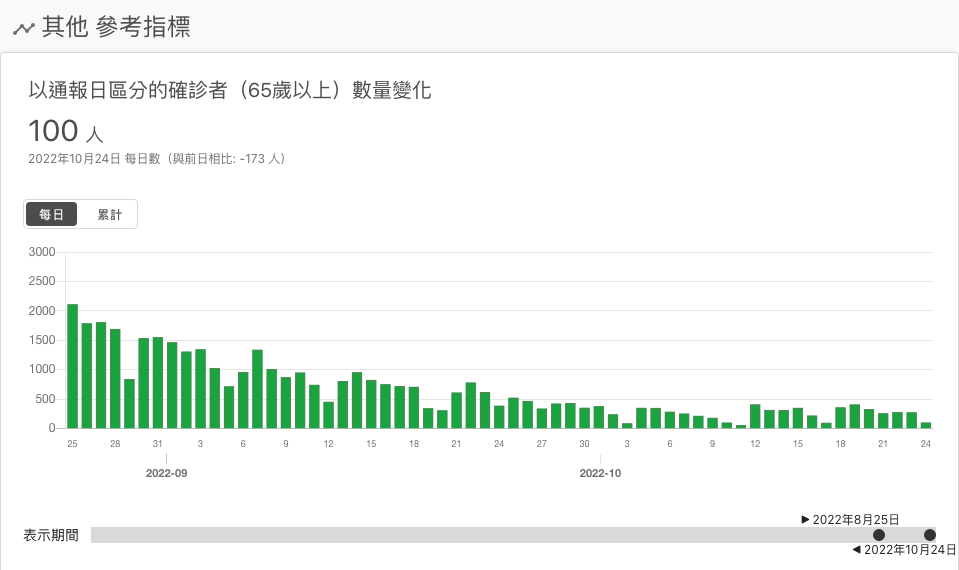 其他 參考指標
以通報日區分的確診者（65歲以上）數量變化
100 人
2022年10月24日 每日數（與前日相比: -173 人）
每日 累計
3000
2500
2000
1500
1000
500
0
25 28 31 3 6 9 12 15 18 21 24 27 30 3 6 9 12 15 18 21 24
2022-09 2022-10
2022年8月25日
表示期間
2022年10月24日